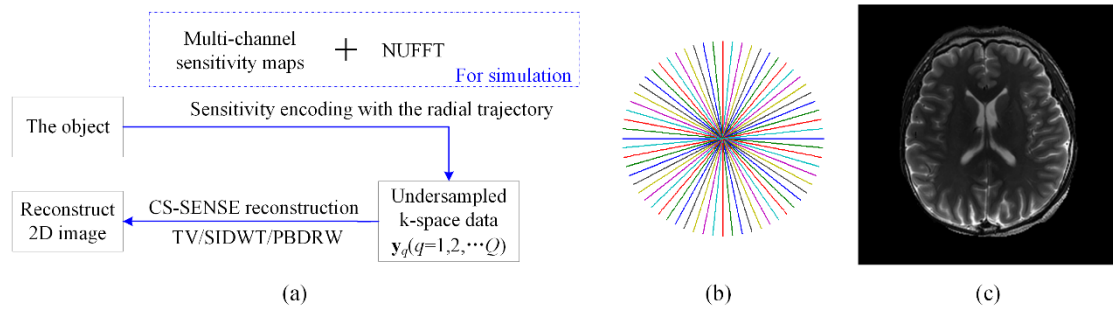 Multi-channel
sensitivity maps
+
NUFFT
For simulation
Sensitivity encoding with the radial trajectory
The object
Undersampled
k-space data
y_q(q=1,2,⋯Q)
CS-SENSE reconstruction
TV/SIDWT/PBDRW
Reconstruct
2D image
(a)
(b)
(c)